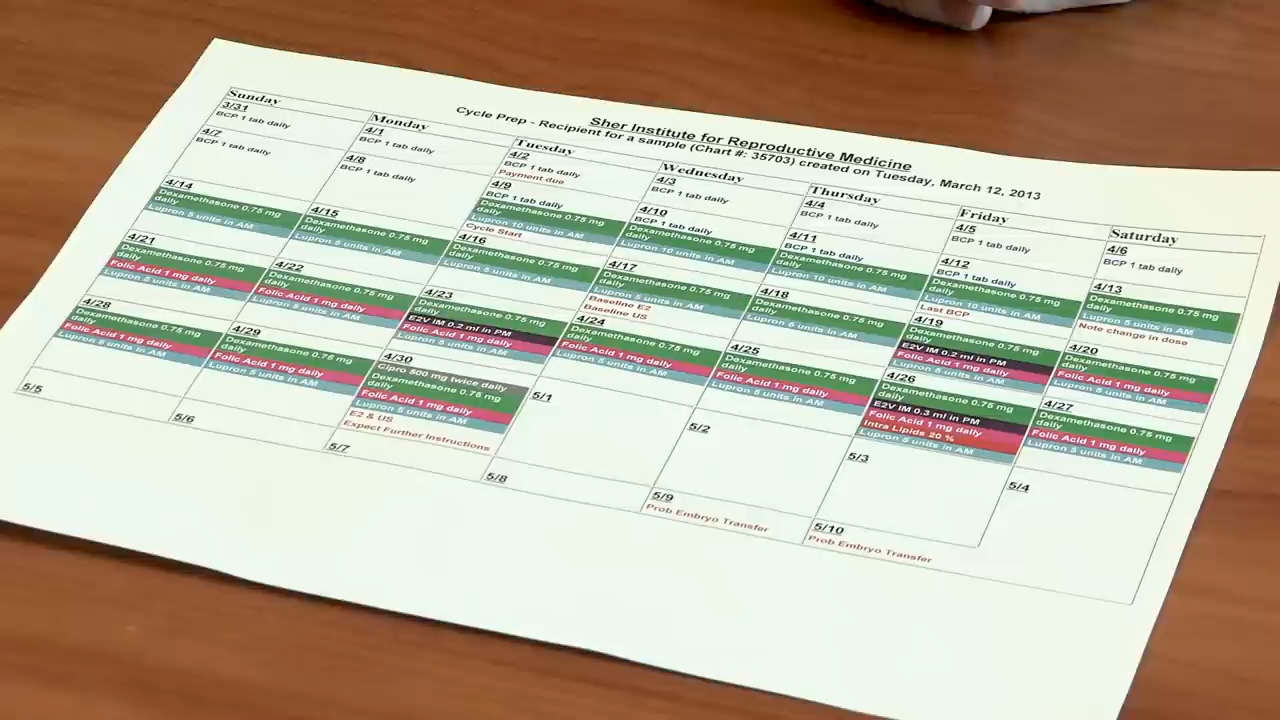 Sher Institute for Reproductive Medicine
Cycle Prep - Recipient for a sample (Chart #: 35703) created on Tuesday, March 12, 2013
Sunday
Monday
Tuesday
Wednesday
Thursday
Friday
Saturday
3/31
BCP 1 tab daily
4/1
BCP 1 tab daily
4/2
BCP 1 tab daily
Payment due
4/3
BCP 1 tab daily
4/4
BCP 1 tab daily
4/5
BCP 1 tab daily
4/6
BCP 1 tab daily
4/7
BCP 1 tab daily
4/8
BCP 1 tab daily
4/9
BCP 1 tab daily
Dexamethasone 0.75 mg
daily
Lupron 10 units in AM
Cycle Start
4/10
BCP 1 tab daily
Dexamethasone 0.75 mg
daily
Lupron 10 units in AM
4/11
BCP 1 tab daily
Dexamethasone 0.75 mg
daily
Lupron 10 units in AM
4/12
BCP 1 tab daily
Dexamethasone 0.75 mg
daily
Lupron 10 units in AM
Last BCP
4/13
Dexamethasone 0.75 mg
daily
Lupron 5 units in AM
Note change in dose
4/14
Dexamethasone 0.75 mg
daily
Lupron 5 units in AM
4/15
Dexamethasone 0.75 mg
daily
Lupron 5 units in AM
4/16
Dexamethasone 0.75 mg
daily
Lupron 5 units in AM
4/17
Dexamethasone 0.75 mg
daily
Lupron 5 units in AM
Baseline E2
Baseline US
4/18
Dexamethasone 0.75 mg
daily
Lupron 5 units in AM
4/19
Dexamethasone 0.75 mg
daily
E2V IM 0.2 ml in PM
Folic Acid 1 mg daily
Lupron 5 units in AM
4/20
Dexamethasone 0.75 mg
daily
Folic Acid 1 mg daily
Lupron 5 units in AM
4/21
Dexamethasone 0.75 mg
daily
Folic Acid 1 mg daily
Lupron 5 units in AM
4/22
Dexamethasone 0.75 mg
daily
Folic Acid 1 mg daily
Lupron 5 units in AM
4/23
Dexamethasone 0.75 mg
daily
E2V IM 0.2 ml in PM
Folic Acid 1 mg daily
Lupron 5 units in AM
4/24
Dexamethasone 0.75 mg
daily
Folic Acid 1 mg daily
Lupron 5 units in AM
4/25
Dexamethasone 0.75 mg
daily
Folic Acid 1 mg daily
Lupron 5 units in AM
4/26
Dexamethasone 0.75 mg
daily
E2V IM 0.3 ml in PM
Folic Acid 1 mg daily
Intra Lipids 20 %
Lupron 5 units in AM
4/27
Dexamethasone 0.75 mg
daily
Folic Acid 1 mg daily
Lupron 5 units in AM
4/28
Dexamethasone 0.75 mg
daily
Folic Acid 1 mg daily
Lupron 5 units in AM
4/29
Dexamethasone 0.75 mg
daily
Folic Acid 1 mg daily
Lupron 5 units in AM
4/30
Cipro 500 mg twice daily
Dexamethasone 0.75 mg
daily
Folic Acid 1 mg daily
Lupron 5 units in AM
E2 & US
Expect Further Instructions
5/1
5/2
5/3
5/4
5/5
5/6
5/7
5/8
5/9
Prob Embryo Transfer
5/10
Prob Embryo Transfer